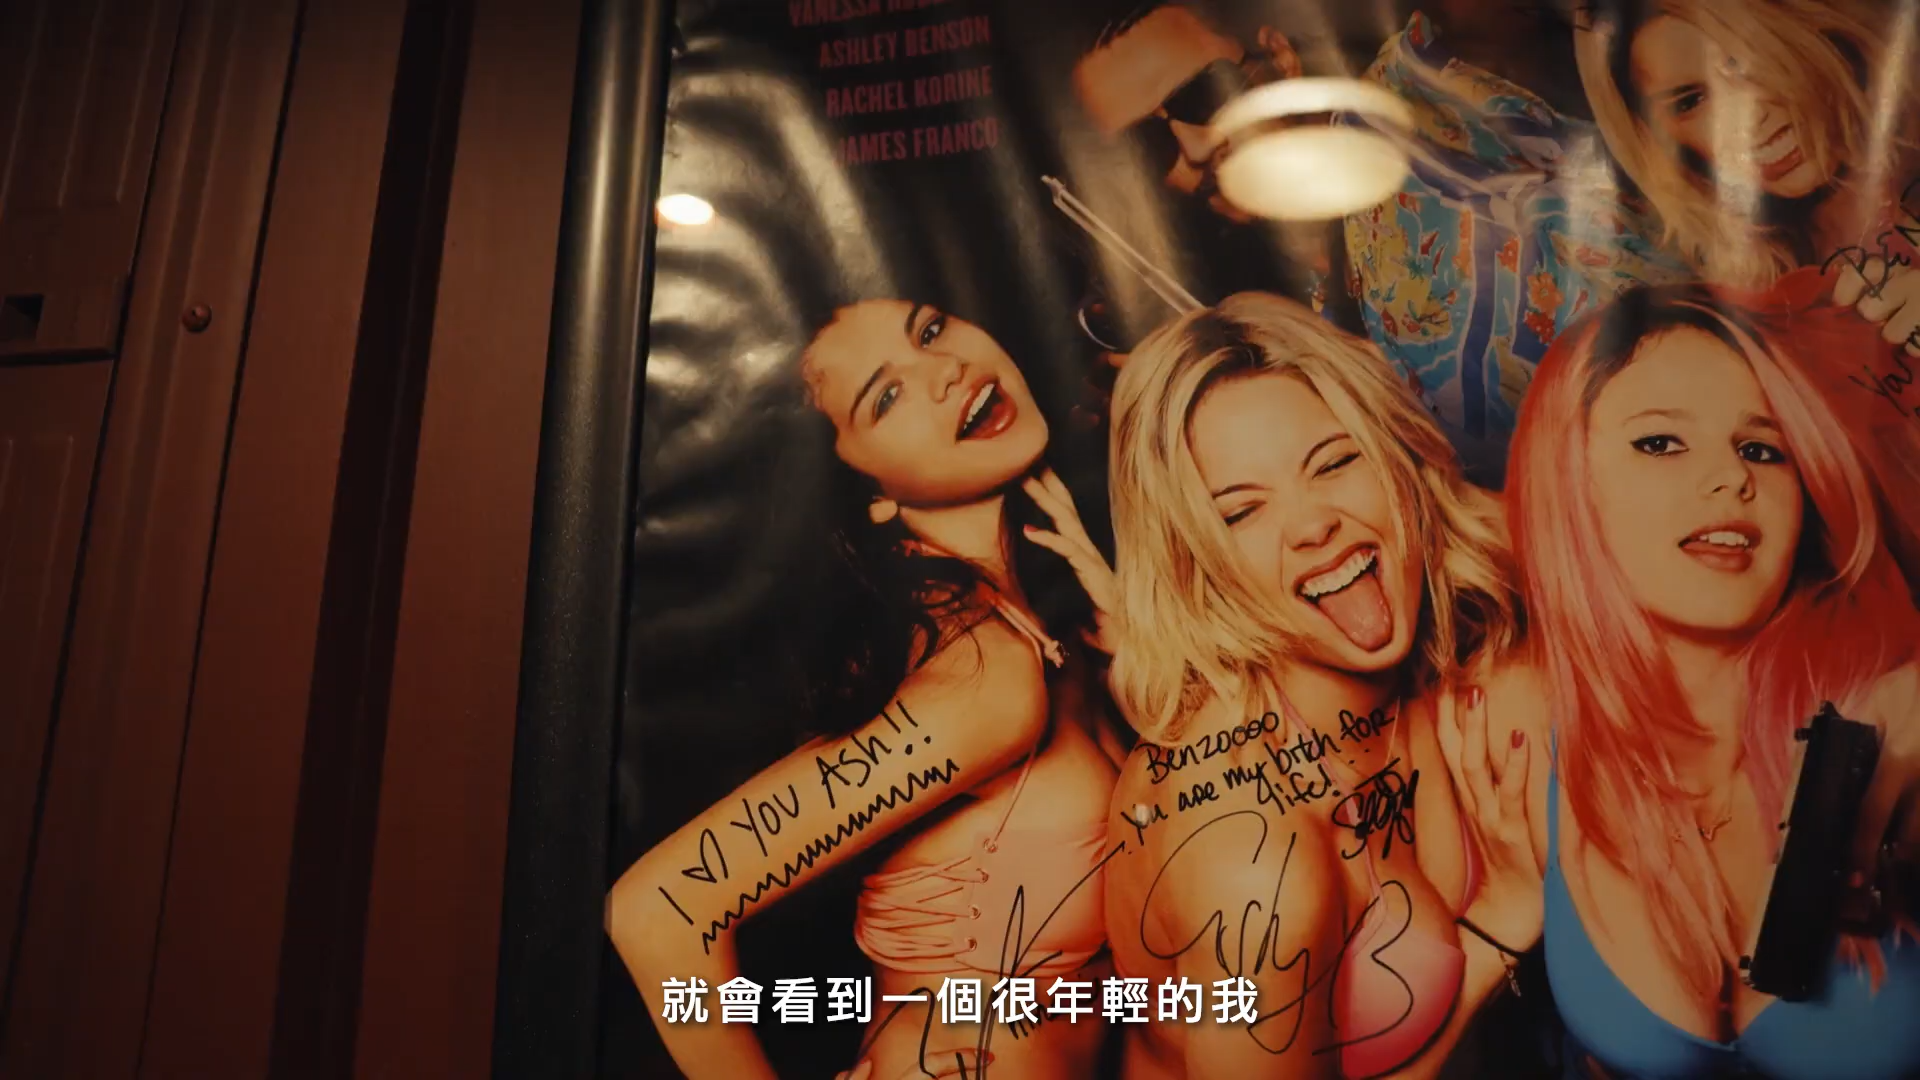 VANESSA
ASHLEY BENSON
RACHEL KORINE
JAMES FRANCO
I ♡ YOU ASH!!
Benzoooo
You are my bitch for
life!
就會看到一個很年輕的我